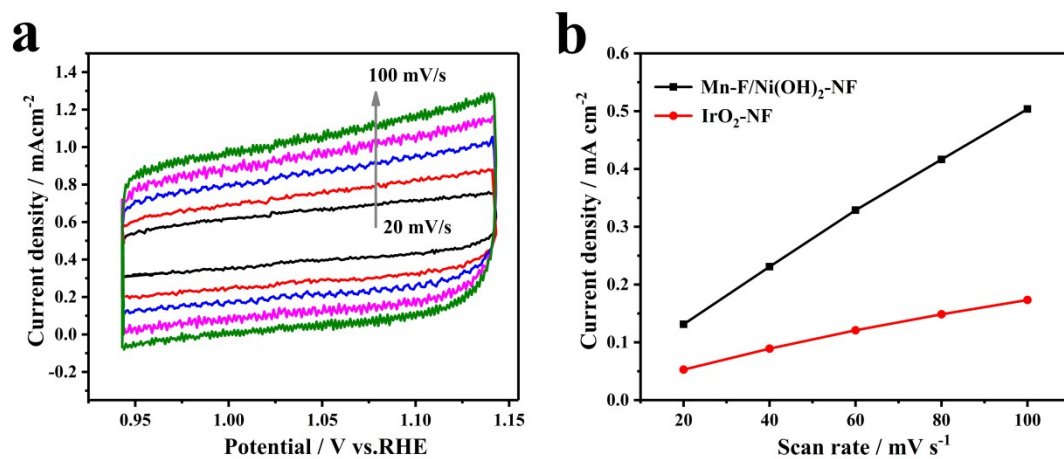 a
Current density / mAcm⁻²
1.4
1.2
1.0
0.8
0.6
0.4
0.2
0.0
-0.2
100 mV/s
20 mV/s
0.95 1.00 1.05 1.10 1.15
Potential / V vs.RHE
b
Current density / mA cm⁻²
0.6
0.5
0.4
0.3
0.2
0.1
0.0
Mn-F/Ni(OH)₂-NF
IrO₂-NF
20 40 60 80 100
Scan rate / mV s⁻¹